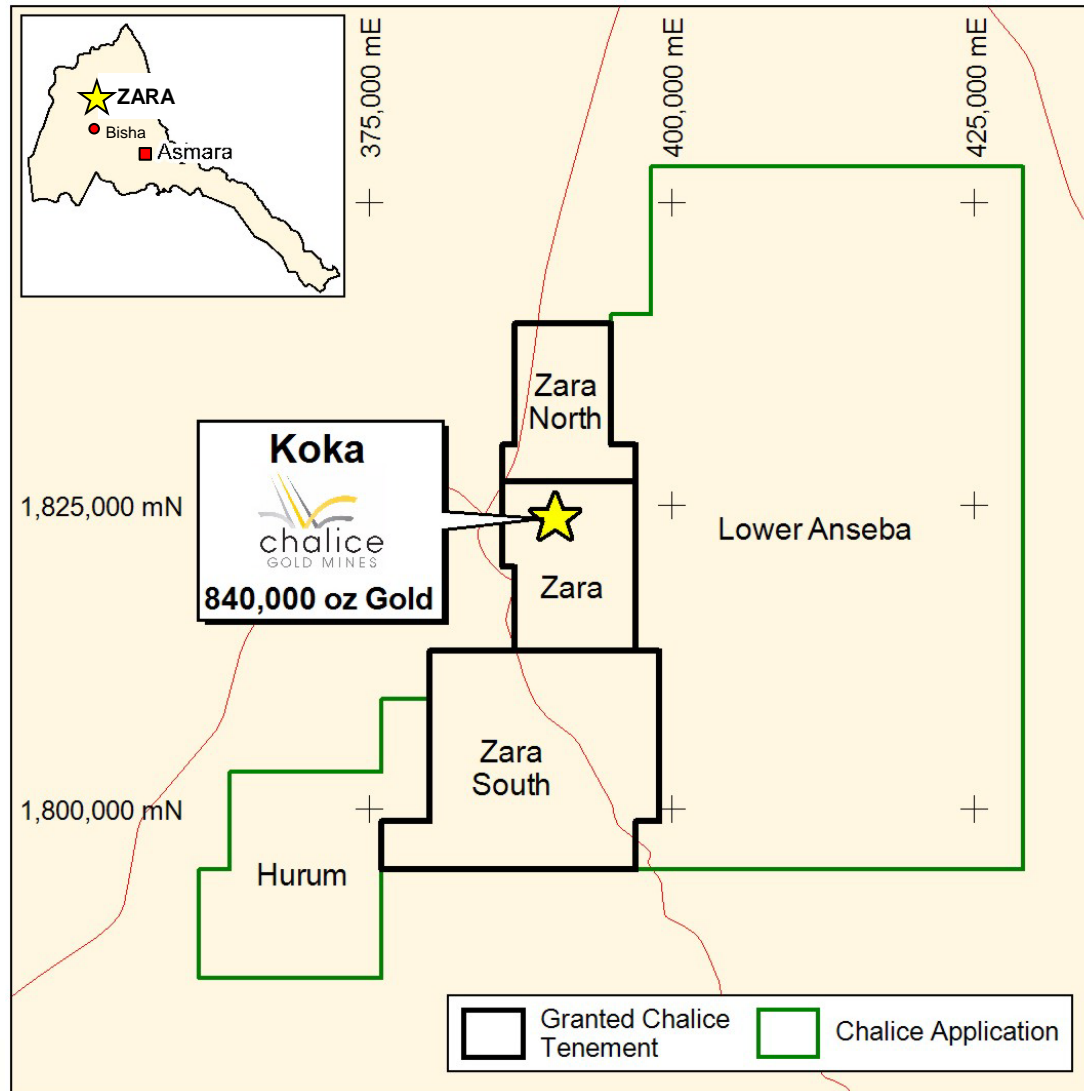 ZARA
Bisha
Asmara
375,000 mE
400,000 mE
425,000 mE
Zara
North
Koka
chalice
GOLD MINES
840,000 oz Gold
1,825,000 mN
Lower Anseba
Zara
Zara
South
1,800,000 mN
Hurum
Granted Chalice
Tenement
Chalice Application